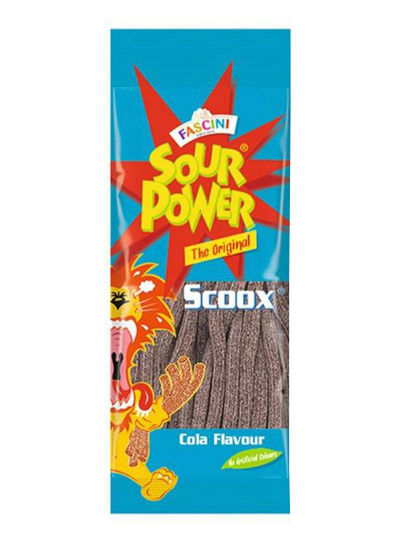 FASCINI
SOUR®
POWER
The Original
SCOOX®
Cola Flavour
No Artificial Colours